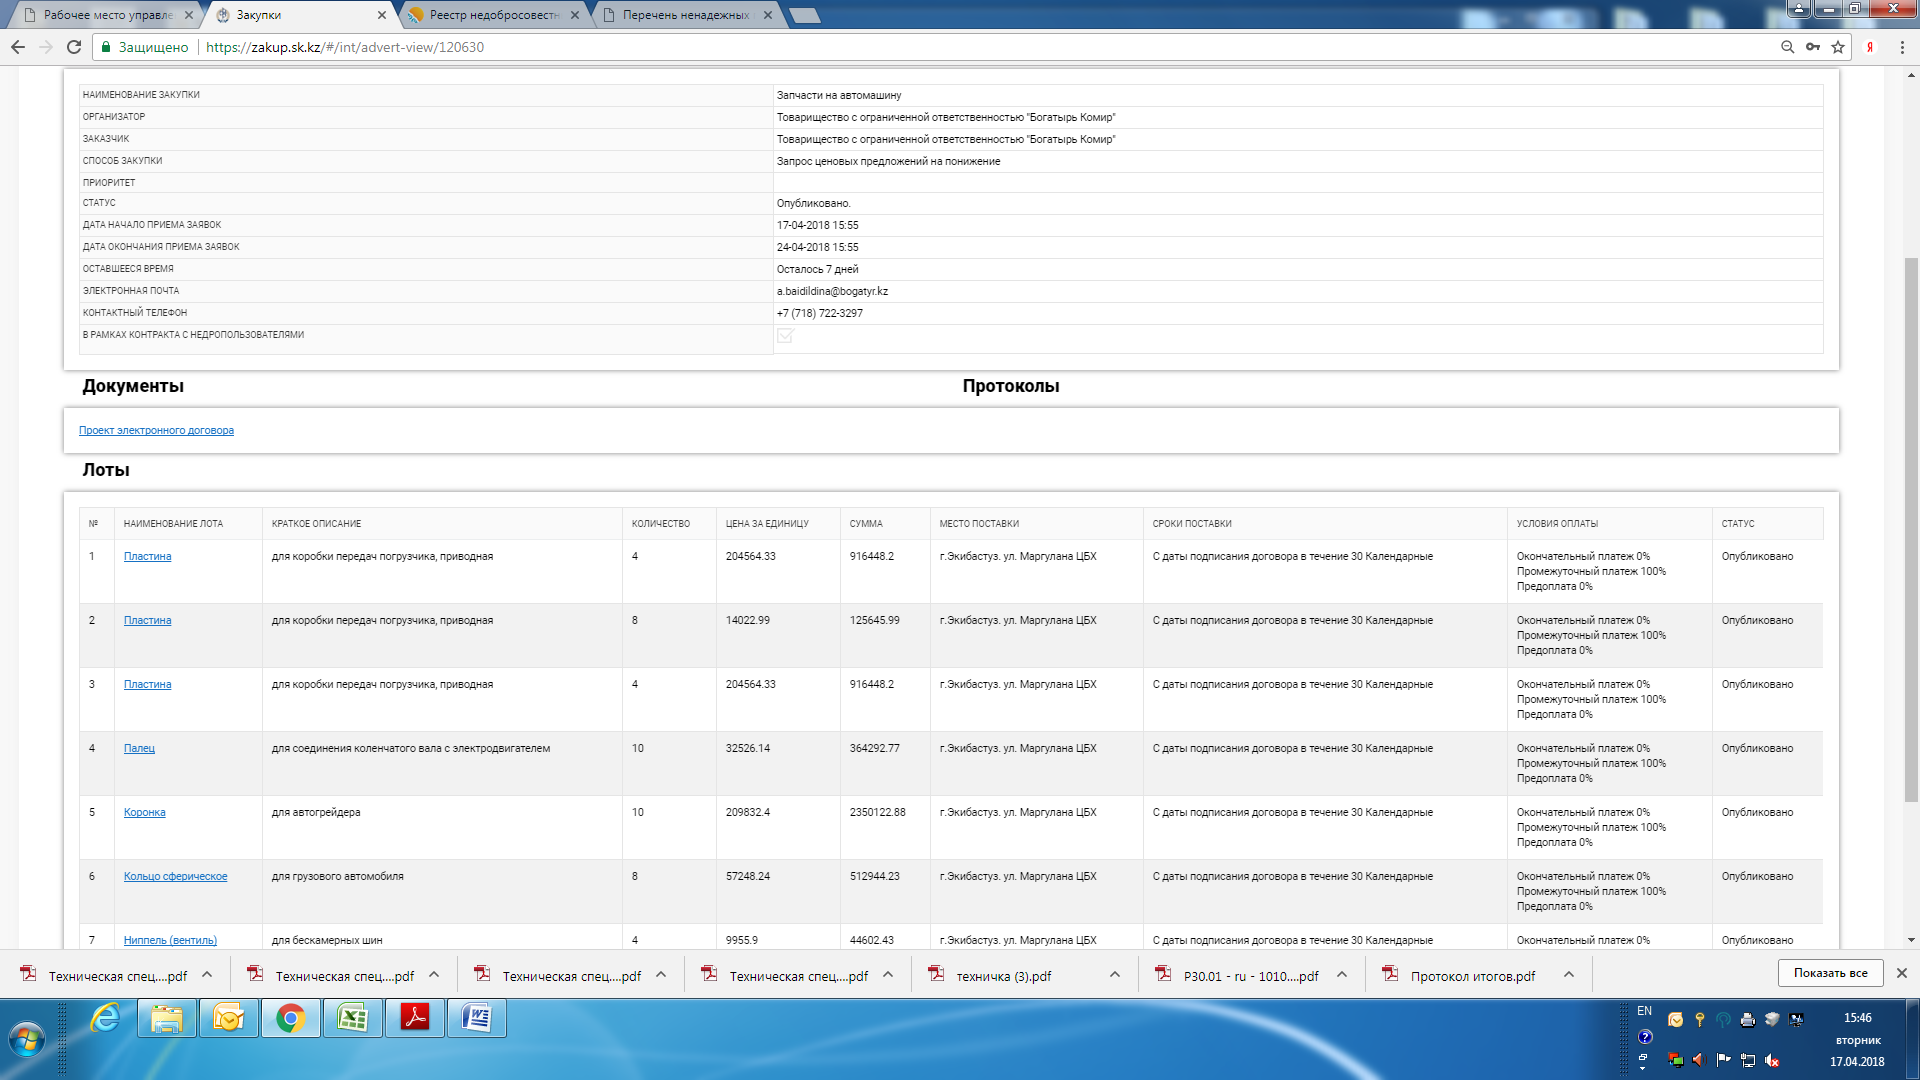 Рабочее место управле
Закупки
Реестр недобросовестн
Перечень ненадежных
Защищено
https://zakup.sk.kz/#/int/advert-view/120630
НАИМЕНОВАНИЕ ЗАКУПКИ Запчасти на автомашину
ОРГАНИЗАТОР Товарищество с ограниченной ответственностью "Богатырь Комир"
ЗАКАЗЧИК Товарищество с ограниченной ответственностью "Богатырь Комир"
СПОСОБ ЗАКУПКИ Запрос ценовых предложений на понижение
ПРИОРИТЕТ
СТАТУС Опубликовано.
ДАТА НАЧАЛО ПРИЕМА ЗАЯВОК 17-04-2018 15:55
ДАТА ОКОНЧАНИЯ ПРИЕМА ЗАЯВОК 24-04-2018 15:55
ОСТАВШЕЕСЯ ВРЕМЯ Осталось 7 дней
ЭЛЕКТРОННАЯ ПОЧТА a.baidildina@bogatyr.kz
КОНТАКТНЫЙ ТЕЛЕФОН +7 (718) 722-3297
В РАМКАХ КОНТРАКТА С НЕДРОПОЛЬЗОВАТЕЛЯМИ
Документы Протоколы
Проект электронного договора
Лоты
№ НАИМЕНОВАНИЕ ЛОТА КРАТКОЕ ОПИСАНИЕ КОЛИЧЕСТВО ЦЕНА ЗА ЕДИНИЦУ СУММА МЕСТО ПОСТАВКИ СРОКИ ПОСТАВКИ УСЛОВИЯ ОПЛАТЫ СТАТУС
1 Пластина для коробки передач погрузчика, приводная 4 204564.33 916448.2 г.Экибастуз. ул. Маргулана ЦБХ С даты подписания договора в течение 30 Календарные Окончательный платеж 0% Опубликовано
Промежуточный платеж 100%
Предоплата 0%
2 Пластина для коробки передач погрузчика, приводная 8 14022.99 125645.99 г.Экибастуз. ул. Маргулана ЦБХ С даты подписания договора в течение 30 Календарные Окончательный платеж 0% Опубликовано
Промежуточный платеж 100%
Предоплата 0%
3 Пластина для коробки передач погрузчика, приводная 4 204564.33 916448.2 г.Экибастуз. ул. Маргулана ЦБХ С даты подписания договора в течение 30 Календарные Окончательный платеж 0% Опубликовано
Промежуточный платеж 100%
Предоплата 0%
4 Палец для соединения коленчатого вала с электродвигателем 10 32526.14 364292.77 г.Экибастуз. ул. Маргулана ЦБХ С даты подписания договора в течение 30 Календарные Окончательный платеж 0% Опубликовано
Промежуточный платеж 100%
Предоплата 0%
5 Коронка для автогрейдера 10 209832.4 2350122.88 г.Экибастуз. ул. Маргулана ЦБХ С даты подписания договора в течение 30 Календарные Окончательный платеж 0% Опубликовано
Промежуточный платеж 100%
Предоплата 0%
6 Кольцо сферическое для грузового автомобиля 8 57248.24 512944.23 г.Экибастуз. ул. Маргулана ЦБХ С даты подписания договора в течение 30 Календарные Окончательный платеж 0% Опубликовано
Промежуточный платеж 100%
Предоплата 0%
7 Ниппель (вентиль) для бескамерных шин 4 9955.9 44602.43 г.Экибастуз. ул. Маргулана ЦБХ С даты подписания договора в течение 30 Календарные Окончательный платеж 0% Опубликовано
Техническая спец....pdf
Техническая спец....pdf
Техническая спец....pdf
Техническая спец....pdf
техничка (3).pdf
P30.01 - ru - 1010....pdf
Протокол итогов.pdf
Показать все
EN
15:46
вторник
17.04.2018